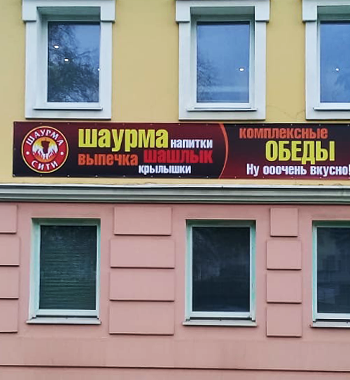 ШАУРМА
СИТИ
шаурма напитки
выпечка шашлык
крылышки
комплексные
ОБЕДЫ
Ну ооочень вкусно!